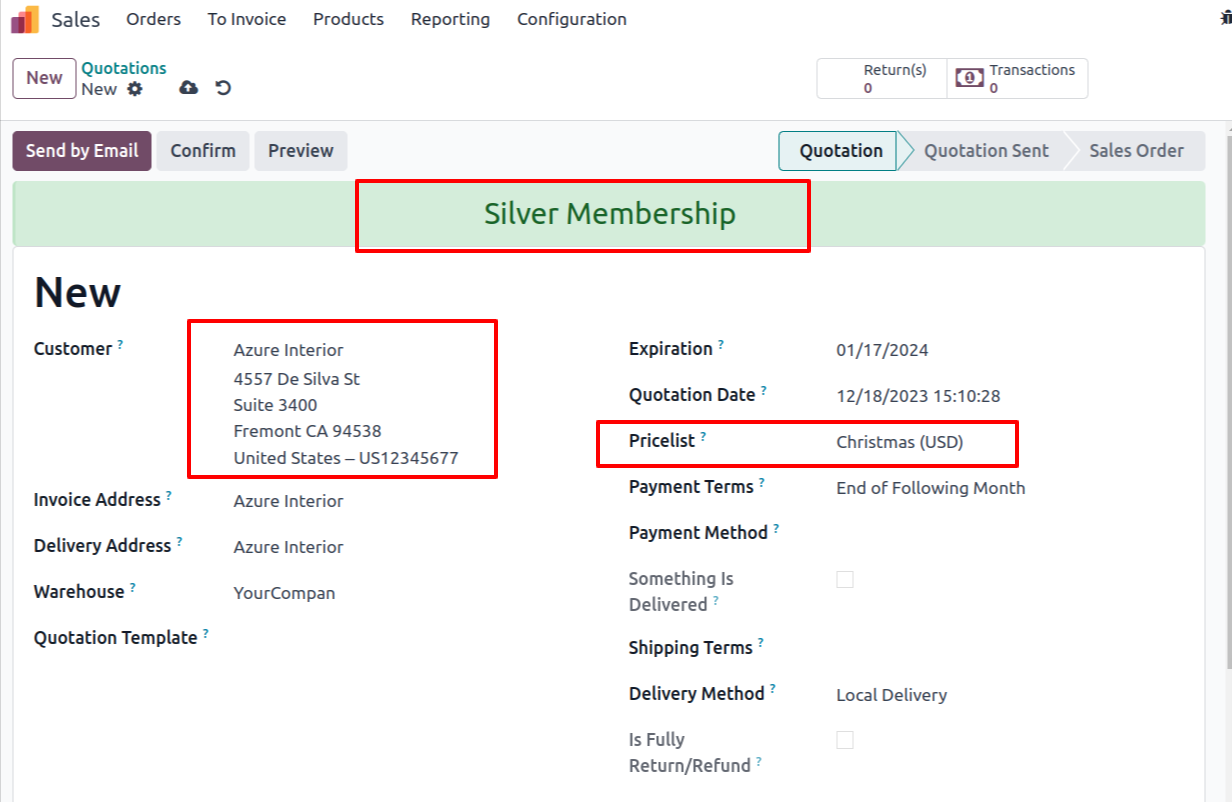 Sales Orders To Invoice Products Reporting Configuration
New
Quotations
New
Return(s)
0
1
Transactions
0
Send by Email Confirm Preview
Quotation Quotation Sent Sales Order
Silver Membership
New
Customer ?
Azure Interior
4557 De Silva St
Suite 3400
Fremont CA 94538
United States – US12345677
Invoice Address ? Azure Interior
Delivery Address ? Azure Interior
Warehouse ? YourCompan
Quotation Template ?
Expiration ? 01/17/2024
Quotation Date ? 12/18/2023 15:10:28
Pricelist ? Christmas (USD)
Payment Terms ? End of Following Month
Payment Method ?
Something Is
Delivered ?
Shipping Terms ?
Delivery Method ? Local Delivery
Is Fully
Return/Refund ?